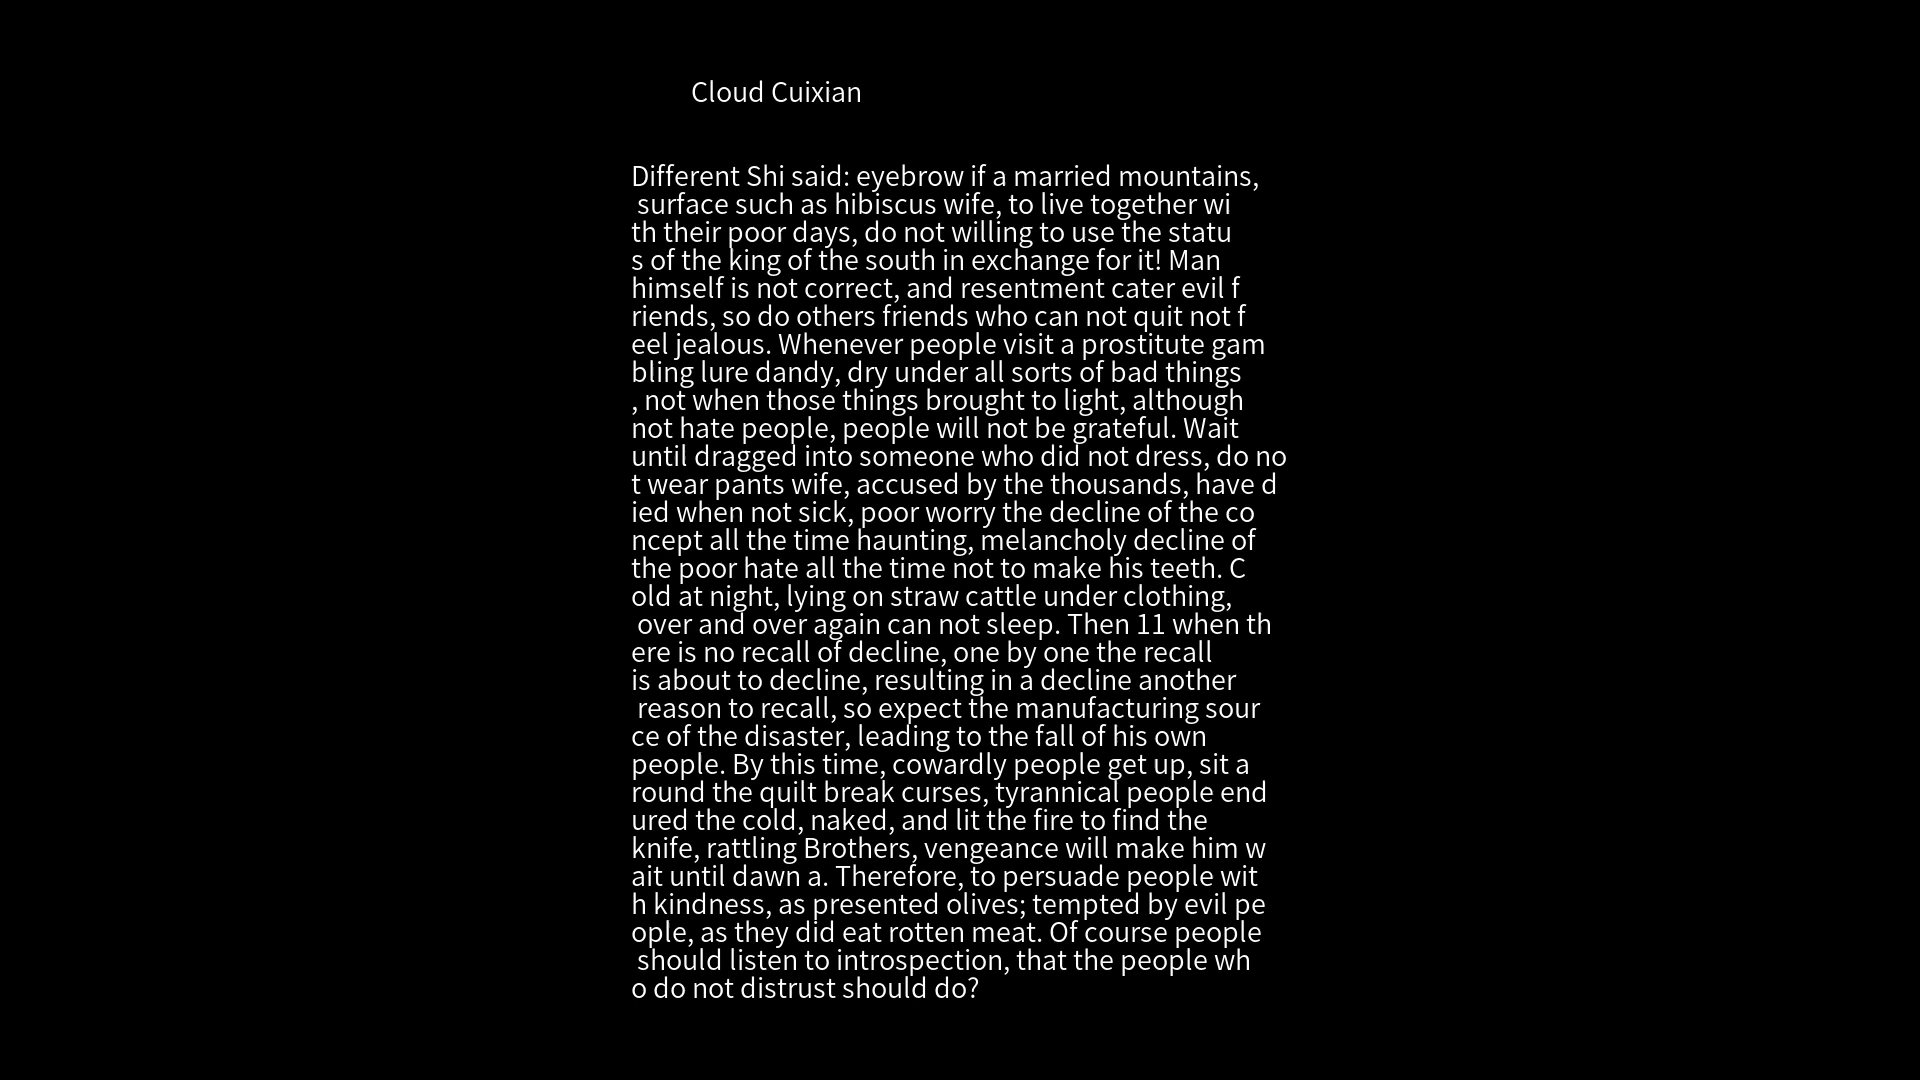 Cloud Cuixian
Different Shi said: eyebrow if a married mountains,
surface such as hibiscus wife, to live together wi
th their poor days, do not willing to use the statu
s of the king of the south in exchange for it! Man
himself is not correct, and resentment cater evil f
riends, so do others friends who can not quit not f
eel jealous. Whenever people visit a prostitute gam
bling lure dandy, dry under all sorts of bad things
, not when those things brought to light, although
not hate people, people will not be grateful. Wait
until dragged into someone who did not dress, do no
t wear pants wife, accused by the thousands, have d
ied when not sick, poor worry the decline of the co
ncept all the time haunting, melancholy decline of
the poor hate all the time not to make his teeth. C
old at night, lying on straw cattle under clothing,
over and over again can not sleep. Then 11 when th
ere is no recall of decline, one by one the recall
is about to decline, resulting in a decline another
reason to recall, so expect the manufacturing sour
ce of the disaster, leading to the fall of his own
people. By this time, cowardly people get up, sit a
round the quilt break curses, tyrannical people end
ured the cold, naked, and lit the fire to find the
knife, rattling Brothers, vengeance will make him w
ait until dawn a. Therefore, to persuade people wit
h kindness, as presented olives; tempted by evil pe
ople, as they did eat rotten meat. Of course people
should listen to introspection, that the people wh
o do not distrust should do?